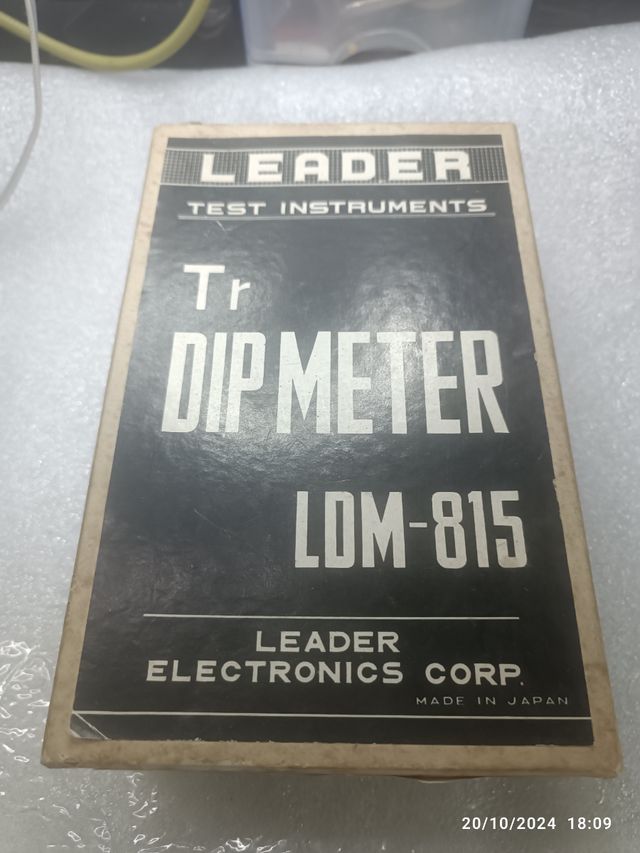 LEADER
TEST INSTRUMENTS
Tr
DIP METER
LDM-815
LEADER
ELECTRONICS CORP.
MADE IN JAPAN
20/10/2024 18:09